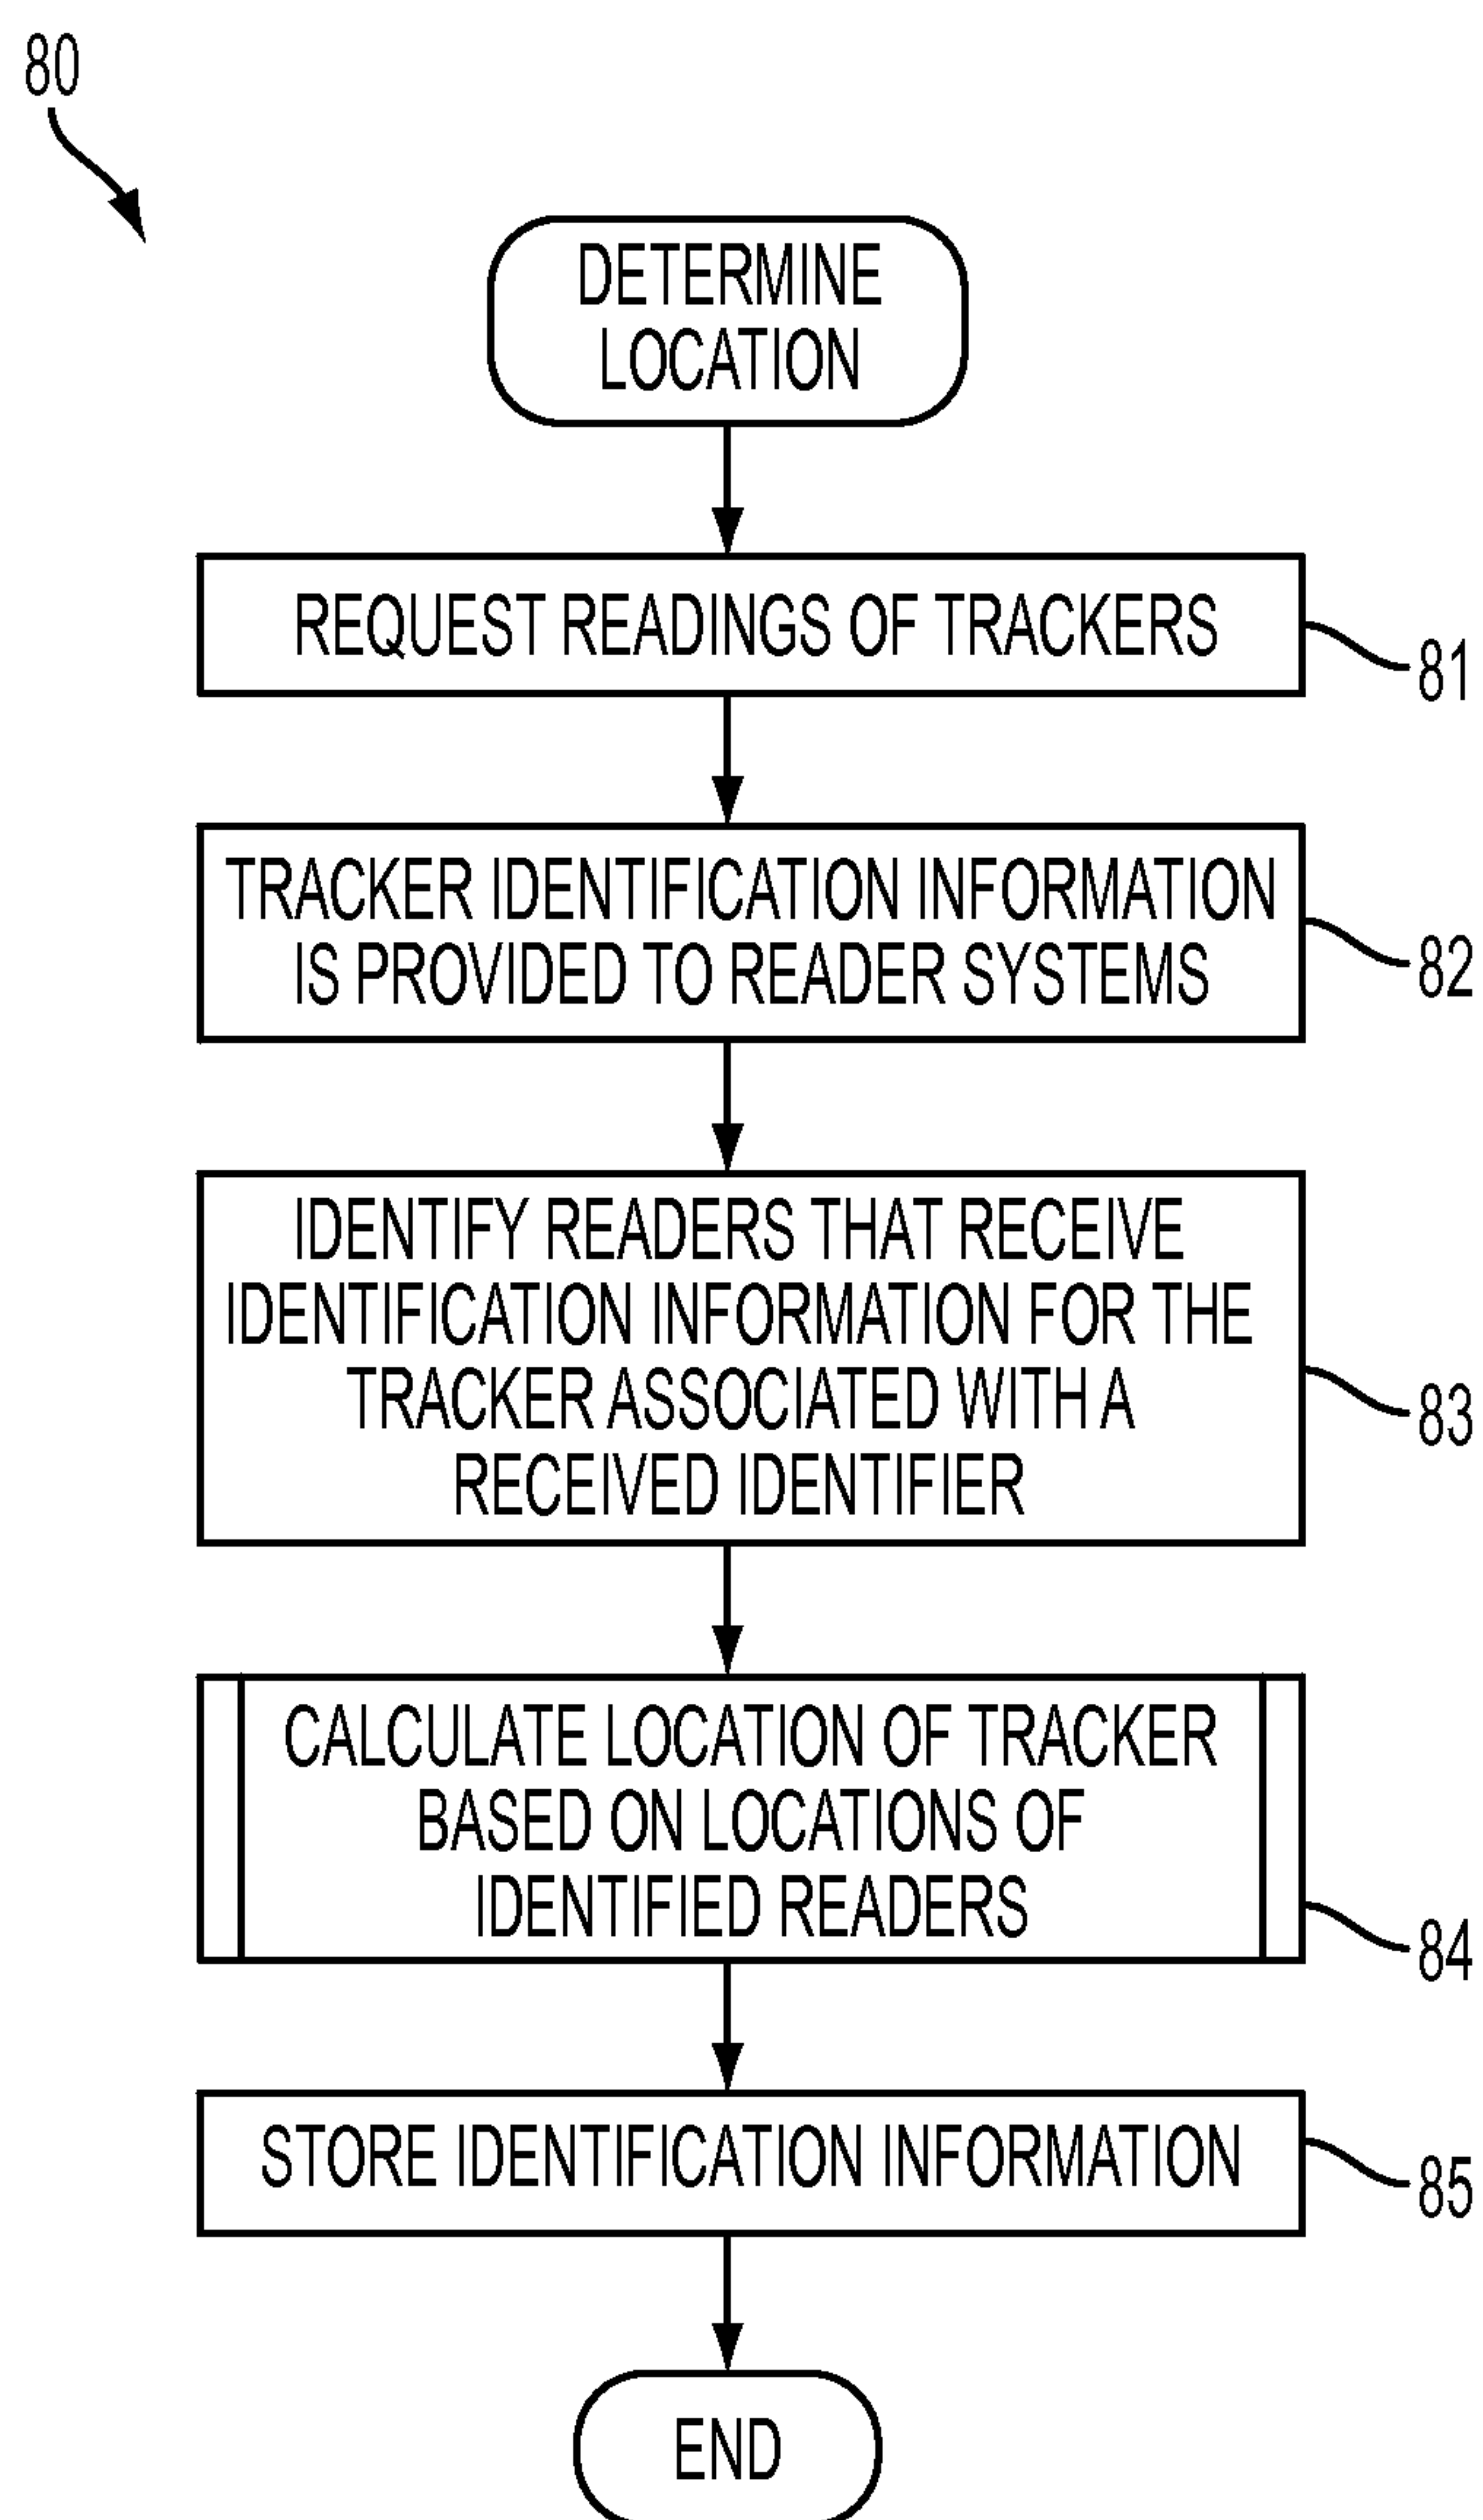 80
DETERMINE
LOCATION
REQUEST READINGS OF TRACKERS
81
TRACKER IDENTIFICATION INFORMATION
IS PROVIDED TO READER SYSTEMS
82
IDENTIFY READERS THAT RECEIVE
IDENTIFICATION INFORMATION FOR THE
TRACKER ASSOCIATED WITH A
RECEIVED IDENTIFIER
83
CALCULATE LOCATION OF TRACKER
BASED ON LOCATIONS OF
IDENTIFIED READERS
84
STORE IDENTIFICATION INFORMATION
85
END